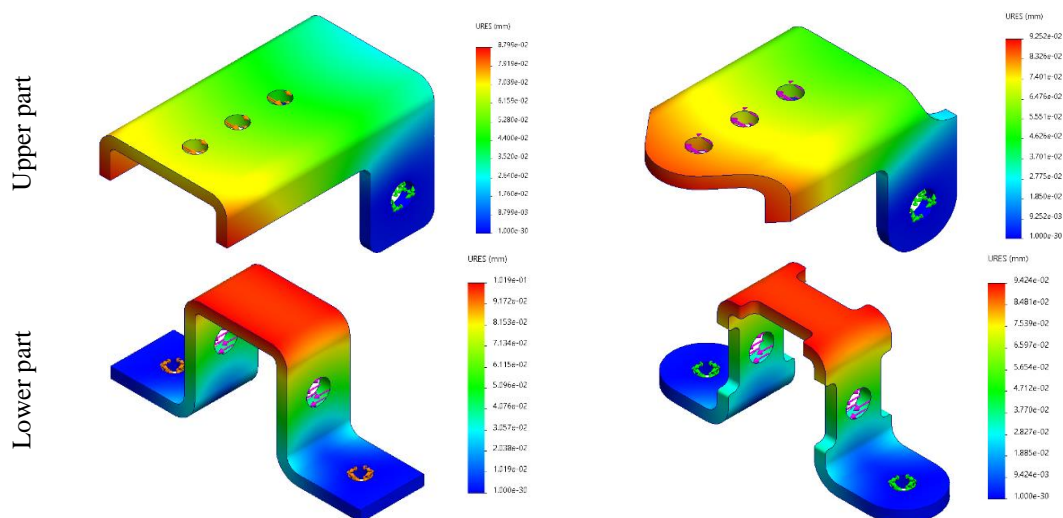 Upper part
URES (mm)
8.799e-02
7.919e-02
7.039e-02
6.159e-02
5.280e-02
4.400e-02
3.520e-02
2.640e-02
1.760e-02
8.799e-03
1.000e-30
URES (mm)
9.252e-02
8.326e-02
7.401e-02
6.476e-02
5.551e-02
4.626e-02
3.701e-02
2.775e-02
1.850e-02
9.252e-03
1.000e-30
Lower part
URES (mm)
1.019e-01
9.172e-02
8.153e-02
7.134e-02
6.115e-02
5.096e-02
4.076e-02
3.057e-02
2.038e-02
1.019e-02
1.000e-30
URES (mm)
9.424e-02
8.481e-02
7.539e-02
6.597e-02
5.654e-02
4.712e-02
3.770e-02
2.827e-02
1.885e-02
9.424e-03
1.000e-30